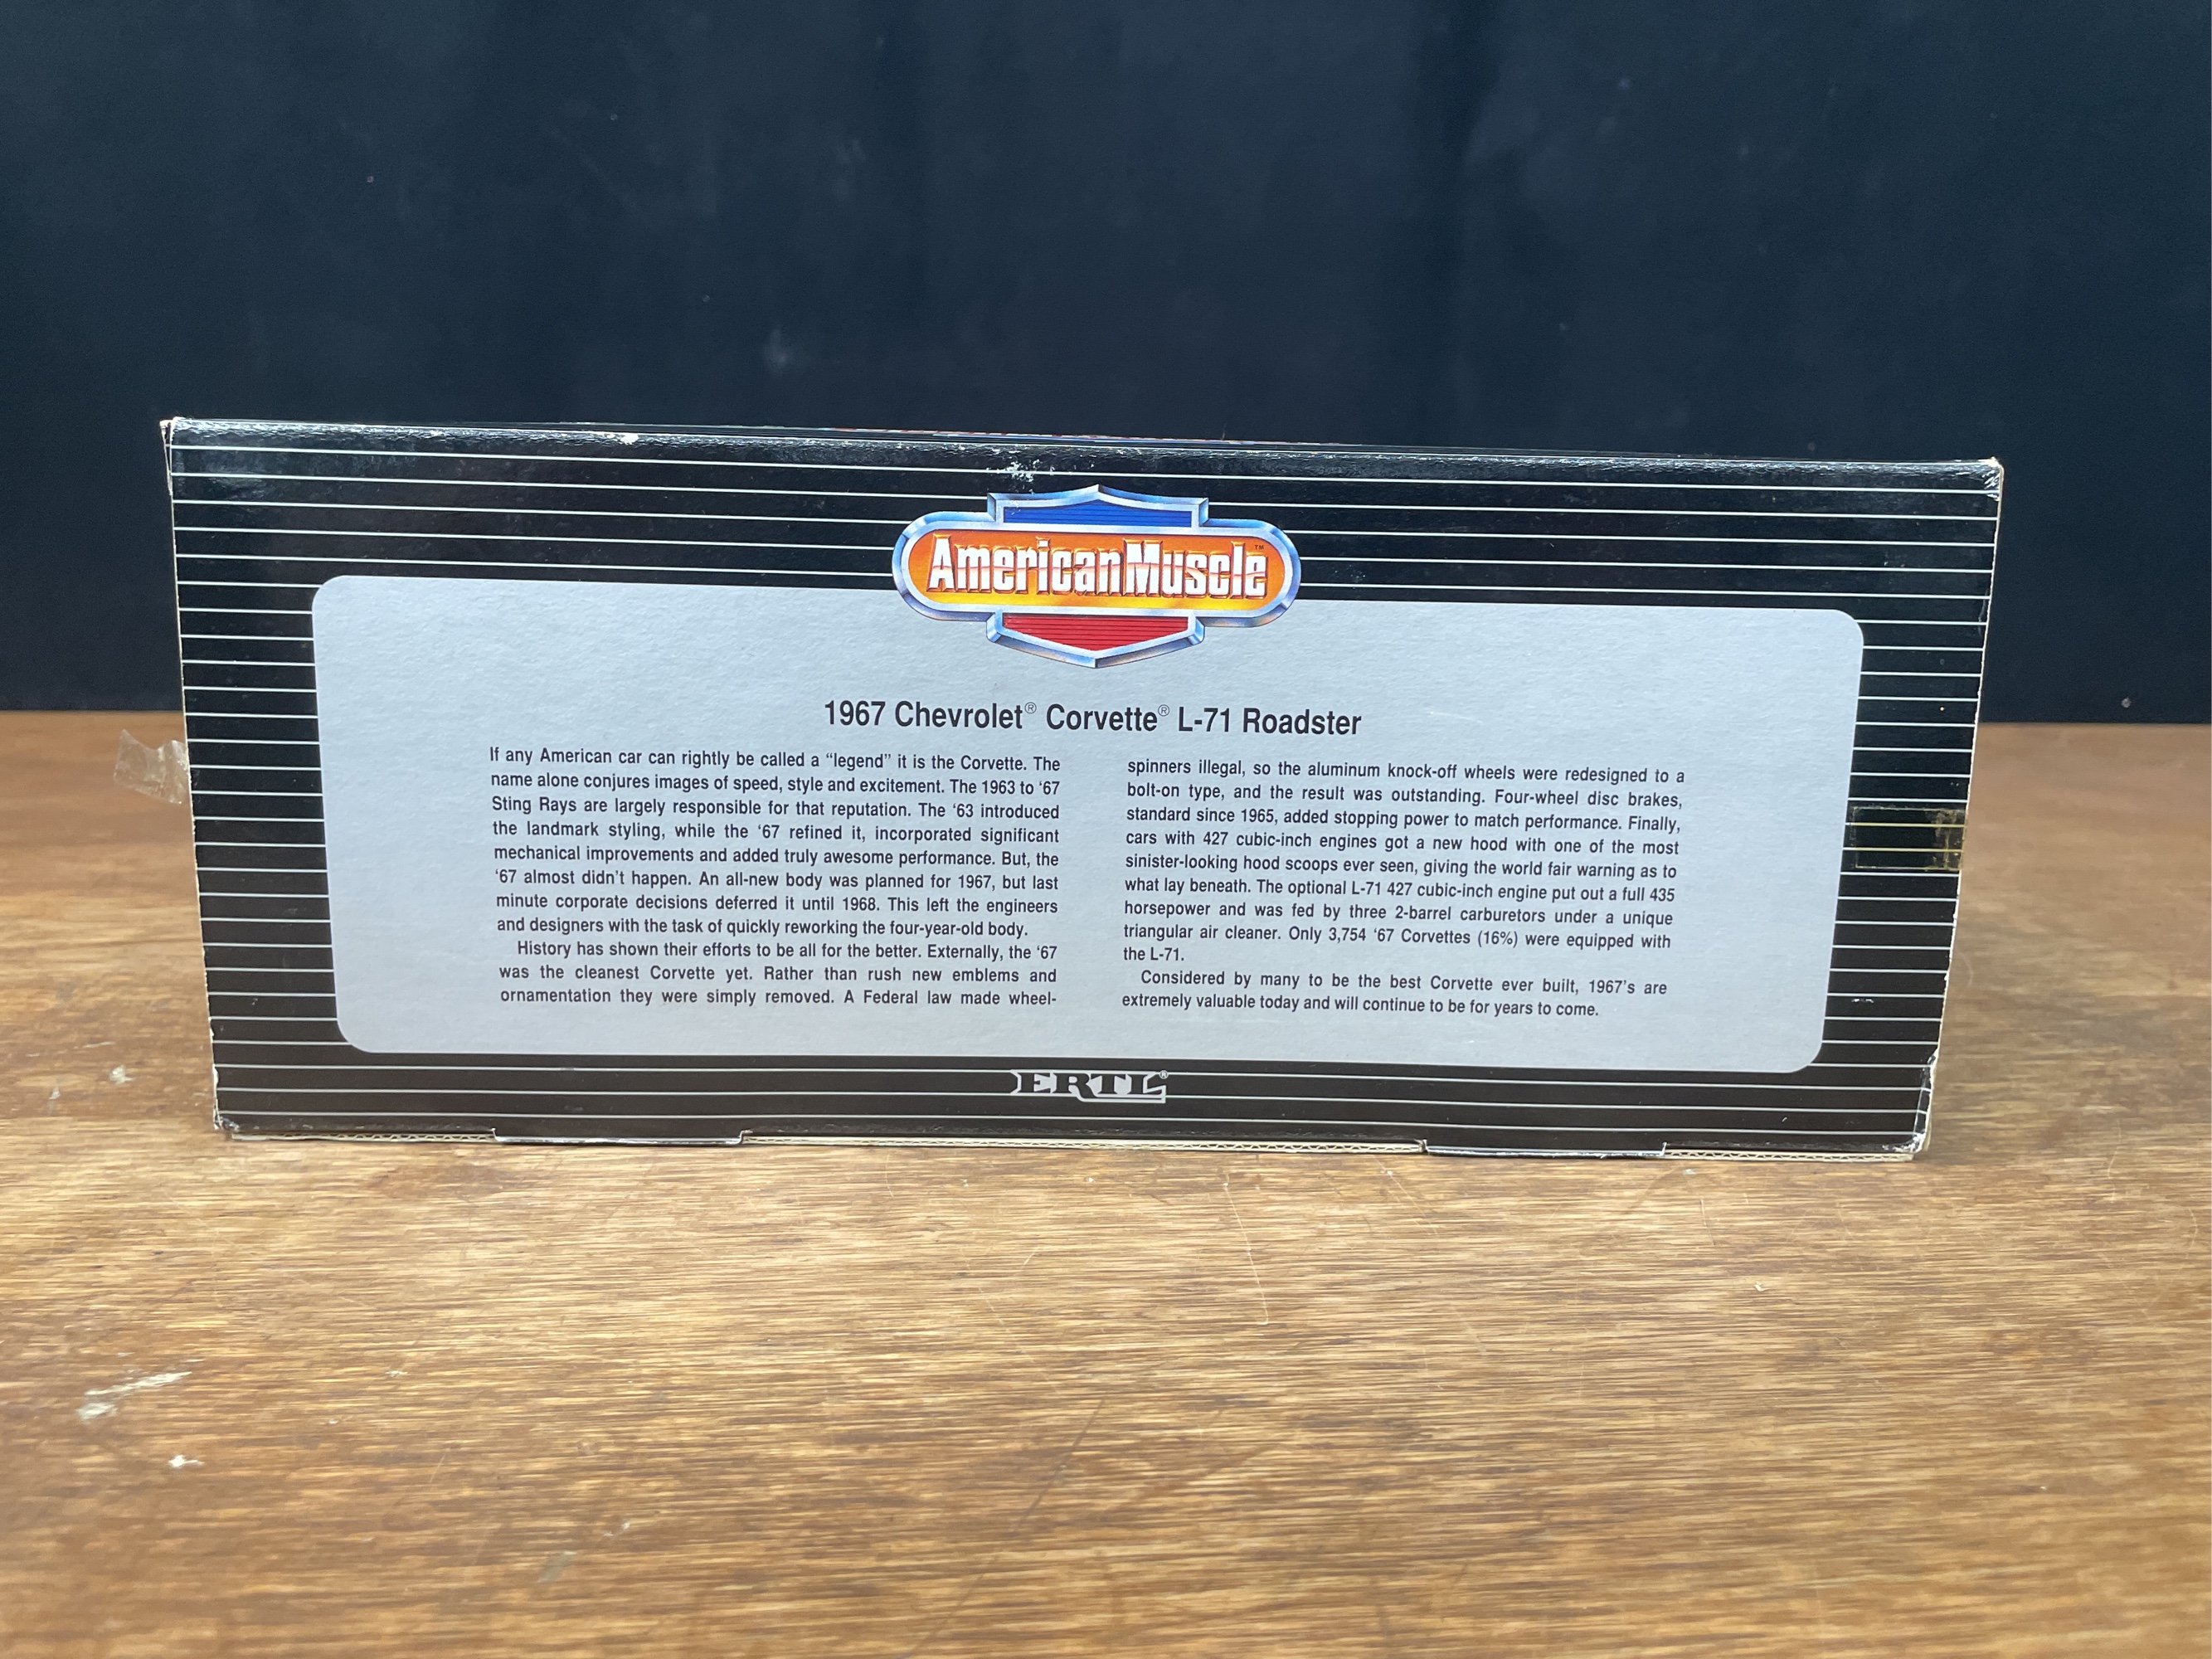 AmericanMuscle™
1967 Chevrolet® Corvette® L-71 Roadster
If any American car can rightly be called a “legend” it is the Corvette. The
name alone conjures images of speed, style and excitement. The 1963 to ‘67
Sting Rays are largely responsible for that reputation. The ‘63 introduced
the landmark styling, while the ‘67 refined it, incorporated significant
mechanical improvements and added truly awesome performance. But, the
‘67 almost didn’t happen. An all-new body was planned for 1967, but last
minute corporate decisions deferred it until 1968. This left the engineers
and designers with the task of quickly reworking the four-year-old body.
History has shown their efforts to be all for the better. Externally, the ‘67
was the cleanest Corvette yet. Rather than rush new emblems and
ornamentation they were simply removed. A Federal law made wheel-
spinners illegal, so the aluminum knock-off wheels were redesigned to a
bolt-on type, and the result was outstanding. Four-wheel disc brakes,
standard since 1965, added stopping power to match performance. Finally,
cars with 427 cubic-inch engines got a new hood with one of the most
sinister-looking hood scoops ever seen, giving the world fair warning as to
what lay beneath. The optional L-71 427 cubic-inch engine put out a full 435
horsepower and was fed by three 2-barrel carburetors under a unique
triangular air cleaner. Only 3,754 ‘67 Corvettes (16%) were equipped with
the L-71.
Considered by many to be the best Corvette ever built, 1967’s are
extremely valuable today and will continue to be for years to come.
ERTL®